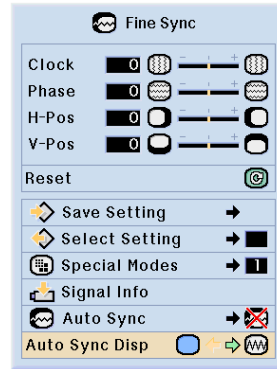 Fine Sync
Clock 0
Phase 0
H-Pos 0
V-Pos 0
Reset
Save Setting
Select Setting
Special Modes 1
Signal Info
Auto Sync
Auto Sync Disp